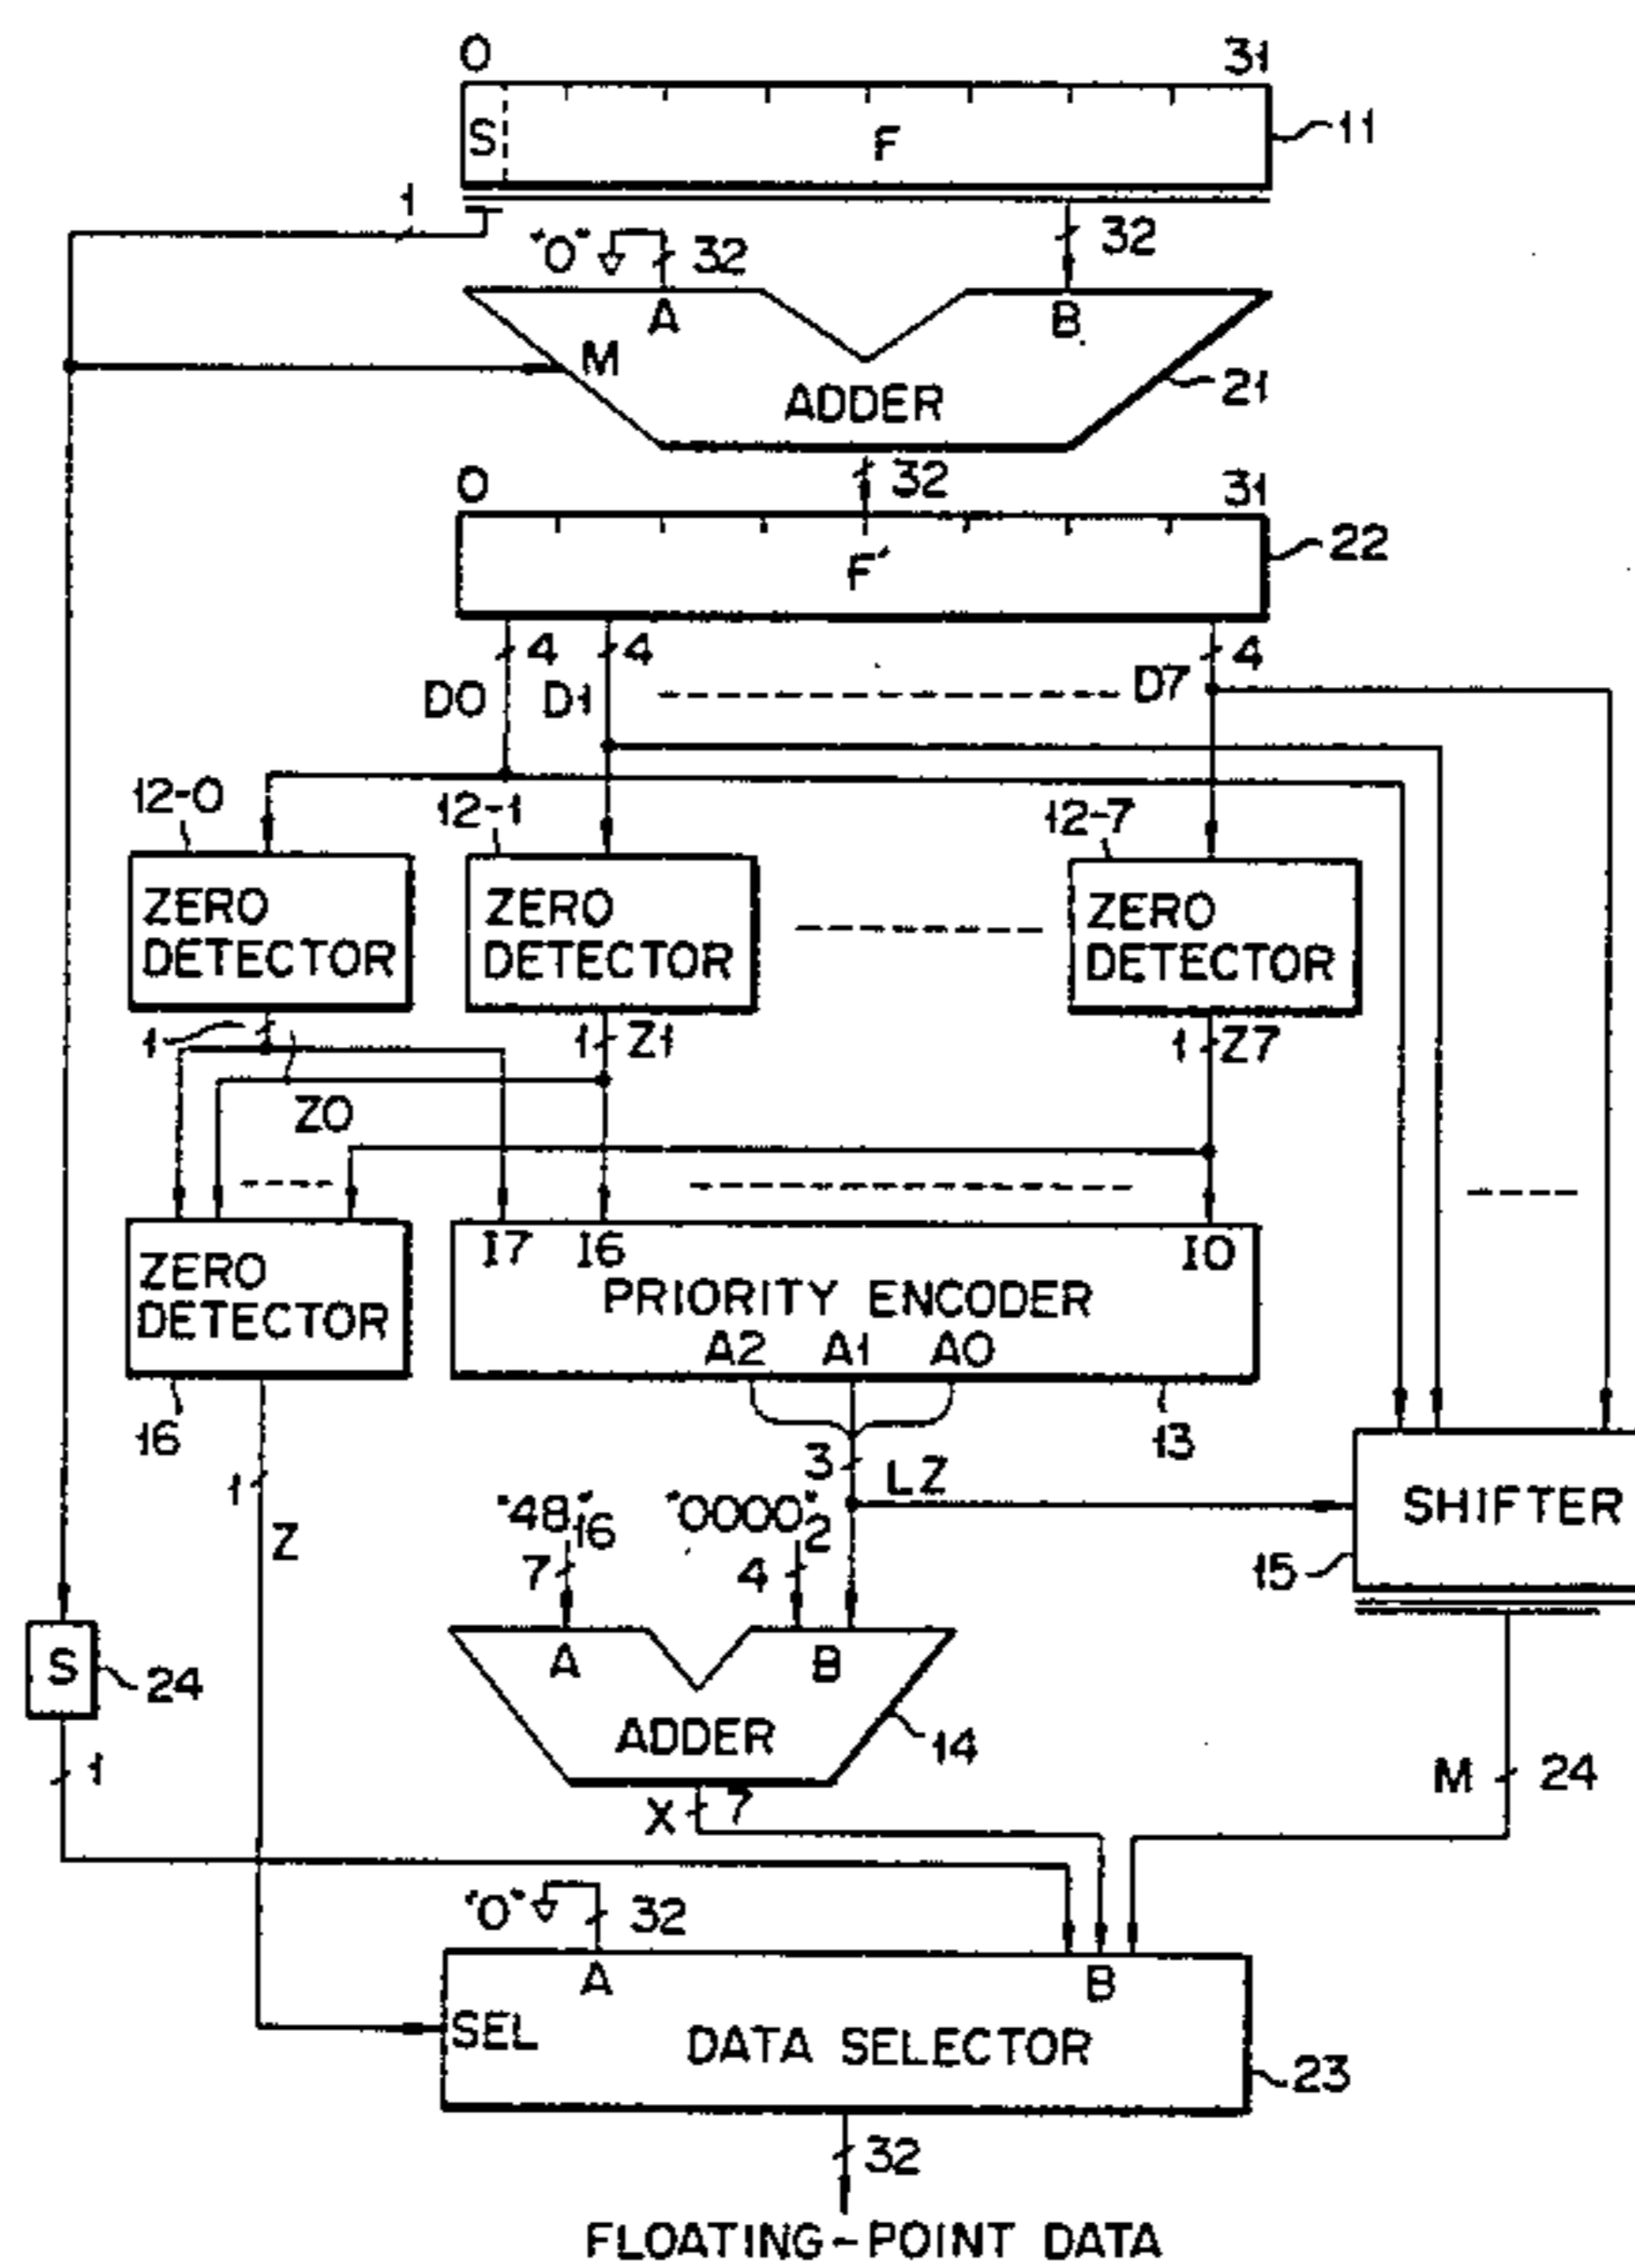 0 31
S F 11
1 "0" 32 32
A B
M ADDER 21
32
0 31
F' 22
4 4 4
D0 D1 D7
12-0 12-1 12-7
ZERO DETECTOR
ZERO DETECTOR
ZERO DETECTOR
1 1 Z1 1 Z7
Z0
ZERO DETECTOR
I7 I6 I0
PRIORITY ENCODER
A2 A1 A0
16 13
3 LZ
SHIFTER
15
1 Z
"48"16 "0000"2
7 4
S 24
A B
ADDER 14
1
X 7
M 24
"0" 32
A B
SEL DATA SELECTOR
23
32
FLOATING-POINT DATA